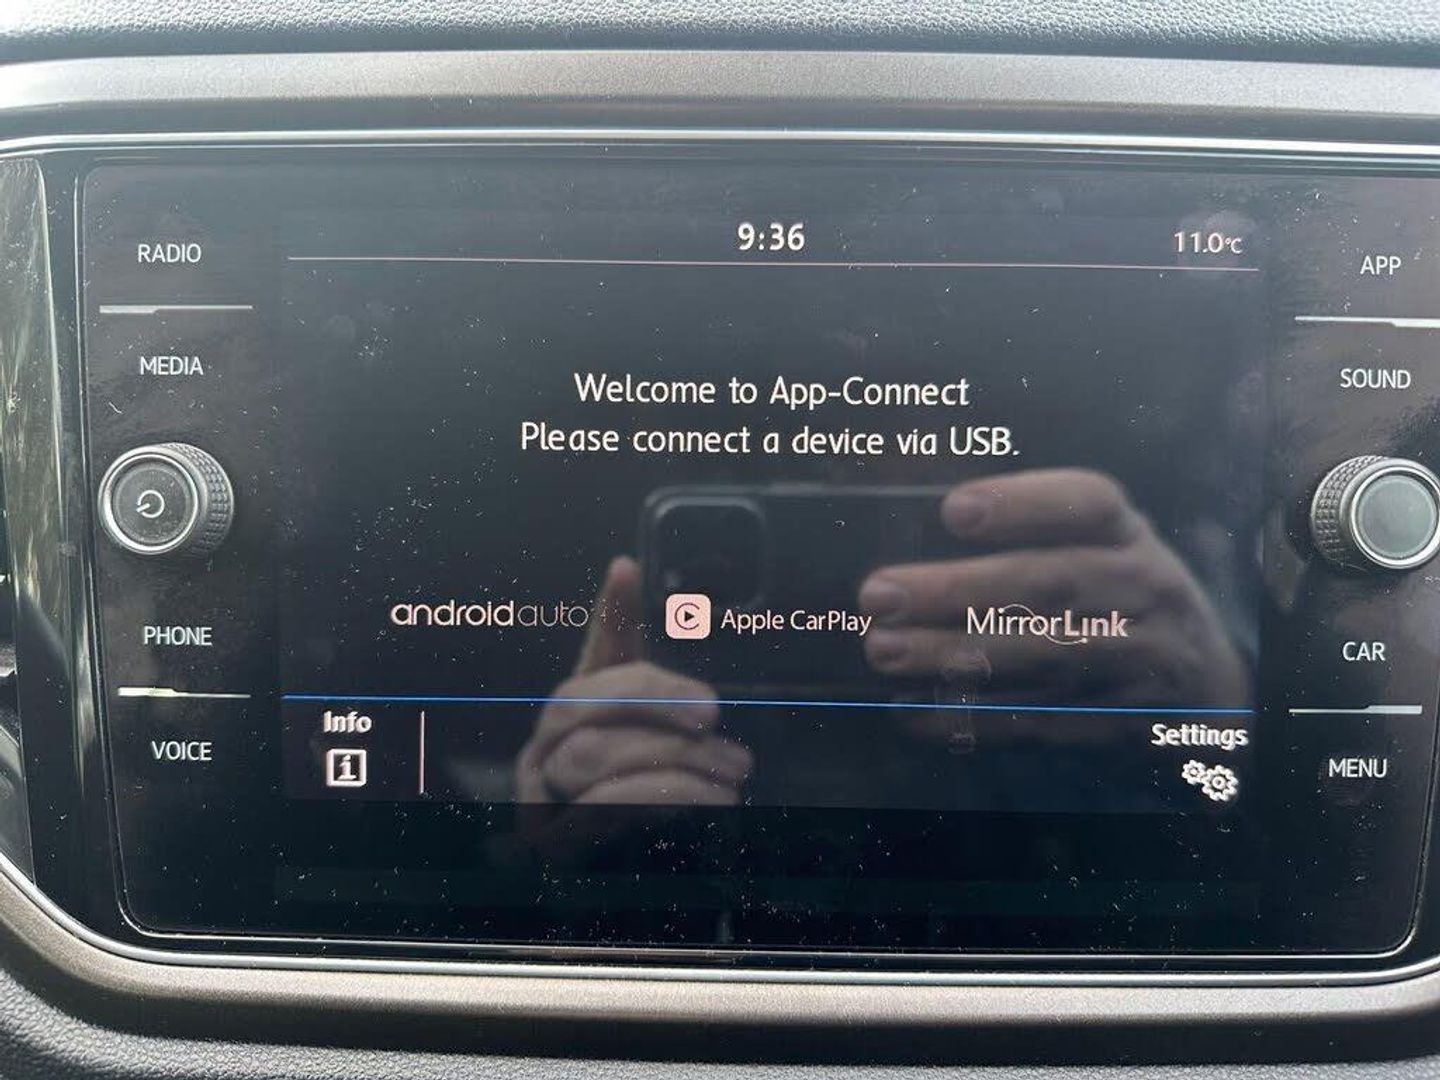 9:36
11.0°C
RADIO
MEDIA
PHONE
VOICE
Welcome to App-Connect
Please connect a device via USB.
androidauto
Apple CarPlay
MirrorLink
Info
i
Settings
APP
SOUND
CAR
MENU